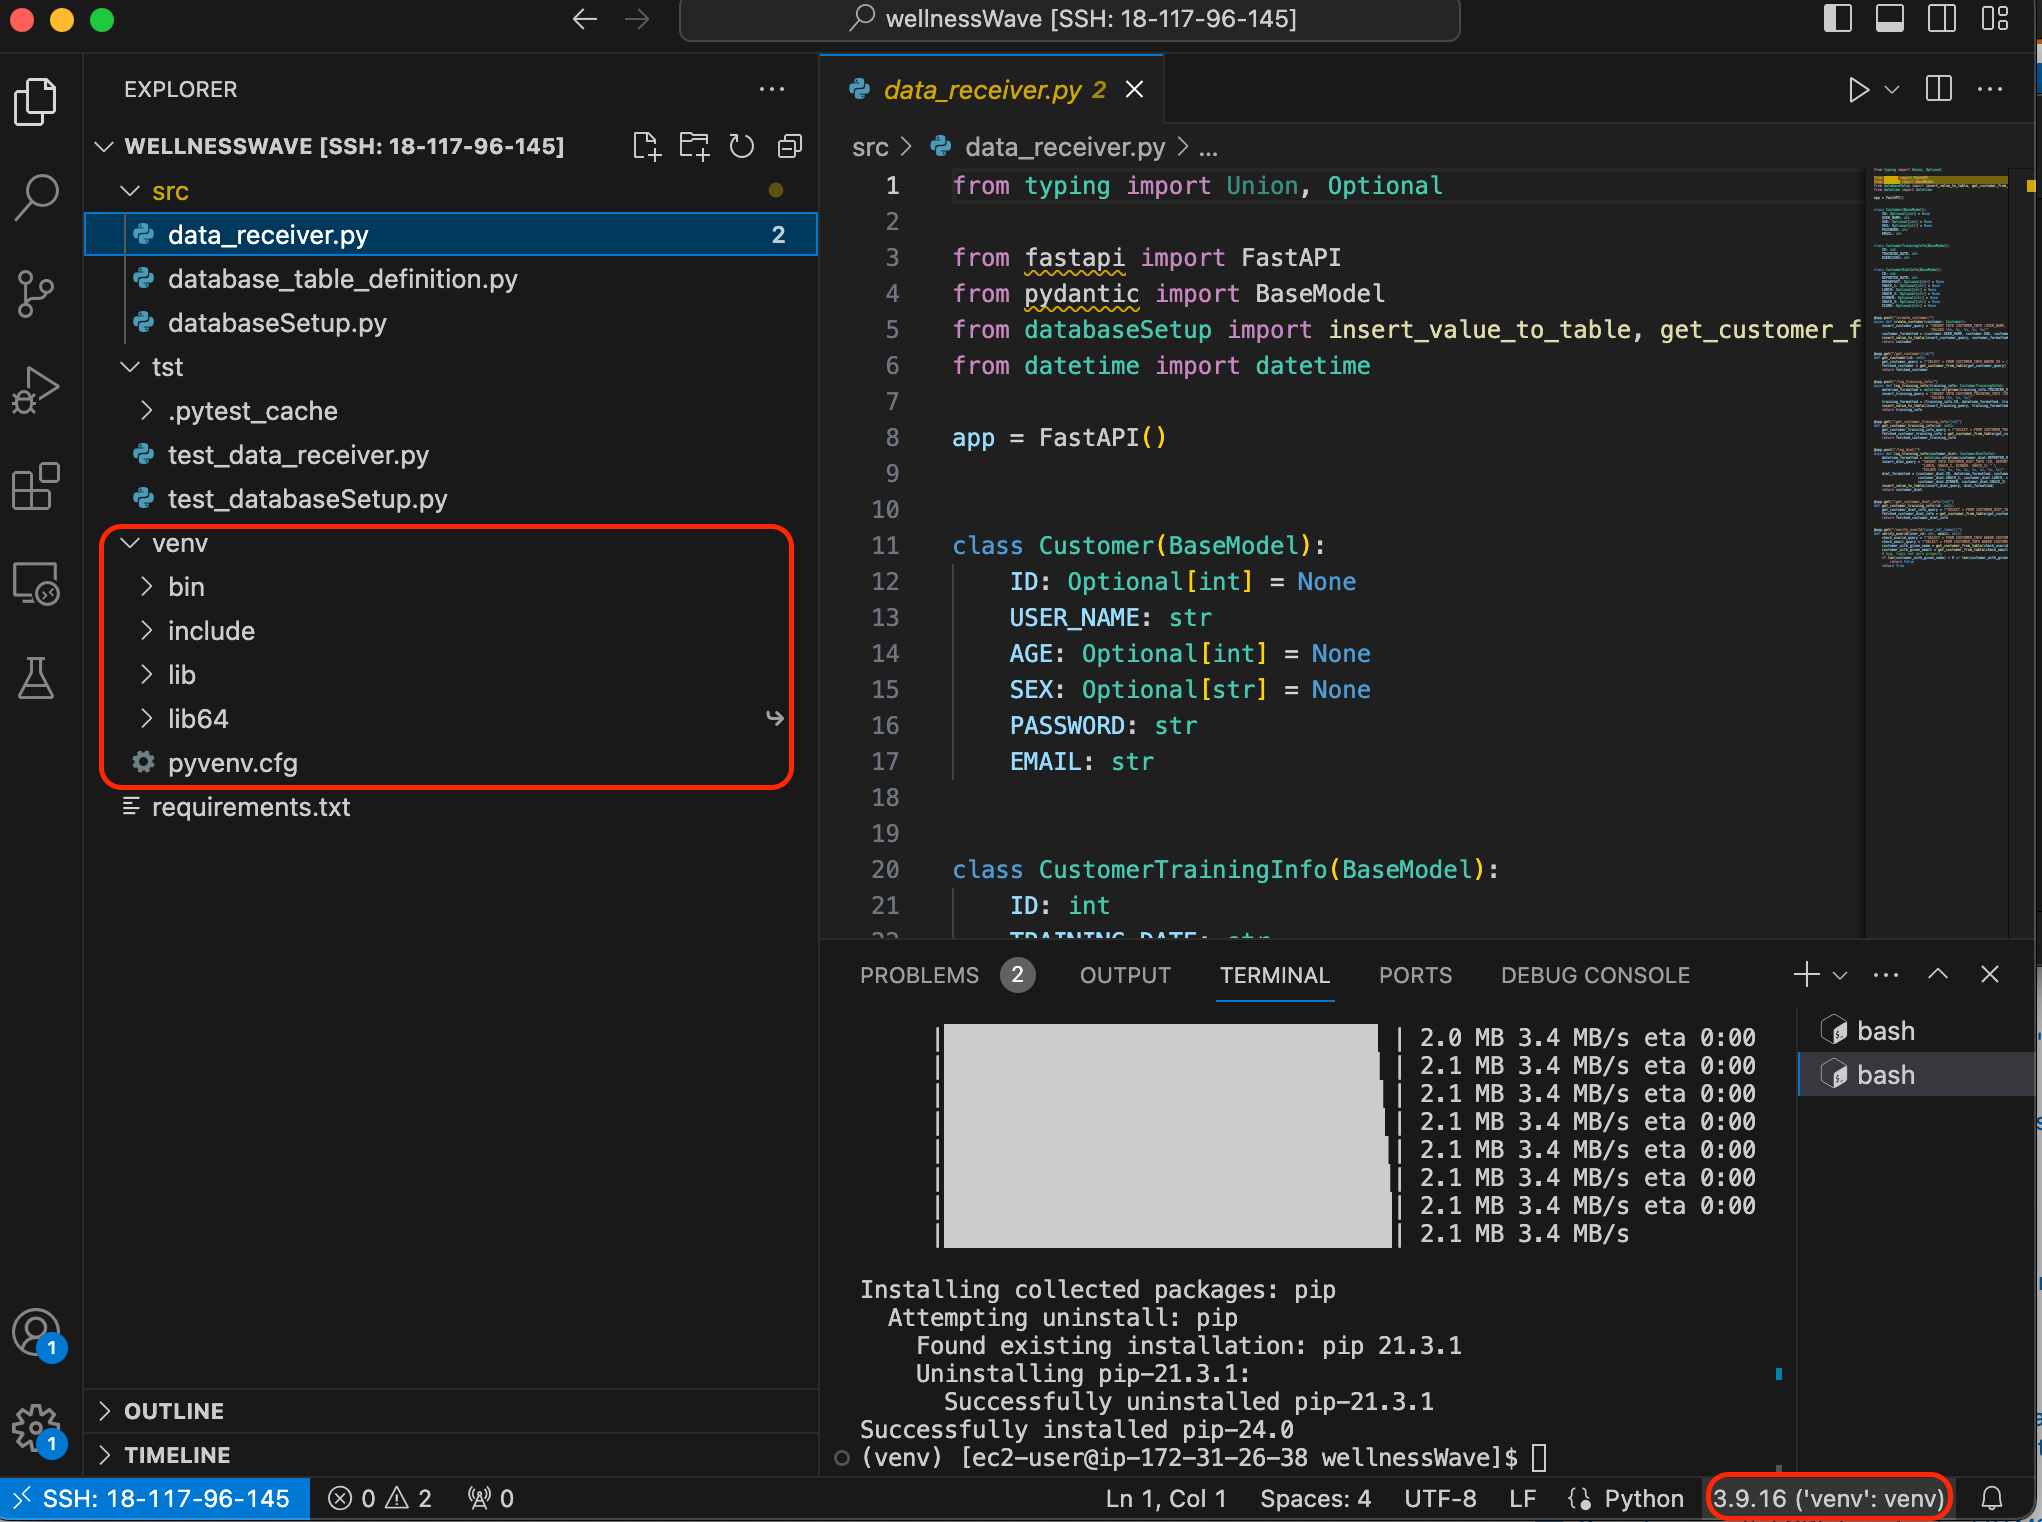 wellnessWave [SSH: 18-117-96-145]
EXPLORER
WELLNESSWAVE [SSH: 18-117-96-145]
src
data_receiver.py 2
database_table_definition.py
databaseSetup.py
tst
.pytest_cache
test_data_receiver.py
test_databaseSetup.py
venv
bin
include
lib
lib64
pyvenv.cfg
requirements.txt
OUTLINE
TIMELINE
1
1
data_receiver.py 2
src > data_receiver.py > ...
1 from typing import Union, Optional
2
3 from fastapi import FastAPI
4 from pydantic import BaseModel
5 from databaseSetup import insert_value_to_table, get_customer_f
6 from datetime import datetime
7
8 app = FastAPI()
9
10
11 class Customer(BaseModel):
12 ID: Optional[int] = None
13 USER_NAME: str
14 AGE: Optional[int] = None
15 SEX: Optional[str] = None
16 PASSWORD: str
17 EMAIL: str
18
19
20 class CustomerTrainingInfo(BaseModel):
21 ID: int
22 TRAINING_DATE: str
PROBLEMS 2 OUTPUT TERMINAL PORTS DEBUG CONSOLE
bash
bash
| 2.0 MB 3.4 MB/s eta 0:00
| 2.1 MB 3.4 MB/s eta 0:00
| 2.1 MB 3.4 MB/s eta 0:00
| 2.1 MB 3.4 MB/s eta 0:00
| 2.1 MB 3.4 MB/s eta 0:00
| 2.1 MB 3.4 MB/s eta 0:00
| 2.1 MB 3.4 MB/s eta 0:00
| 2.1 MB 3.4 MB/s
Installing collected packages: pip
Attempting uninstall: pip
Found existing installation: pip 21.3.1
Uninstalling pip-21.3.1:
Successfully uninstalled pip-21.3.1
Successfully installed pip-24.0
(venv) [ec2-user@ip-172-31-26-38 wellnessWave]$
SSH: 18-117-96-145 0 2 0 Ln 1, Col 1 Spaces: 4 UTF-8 LF Python 3.9.16 ('venv': venv)